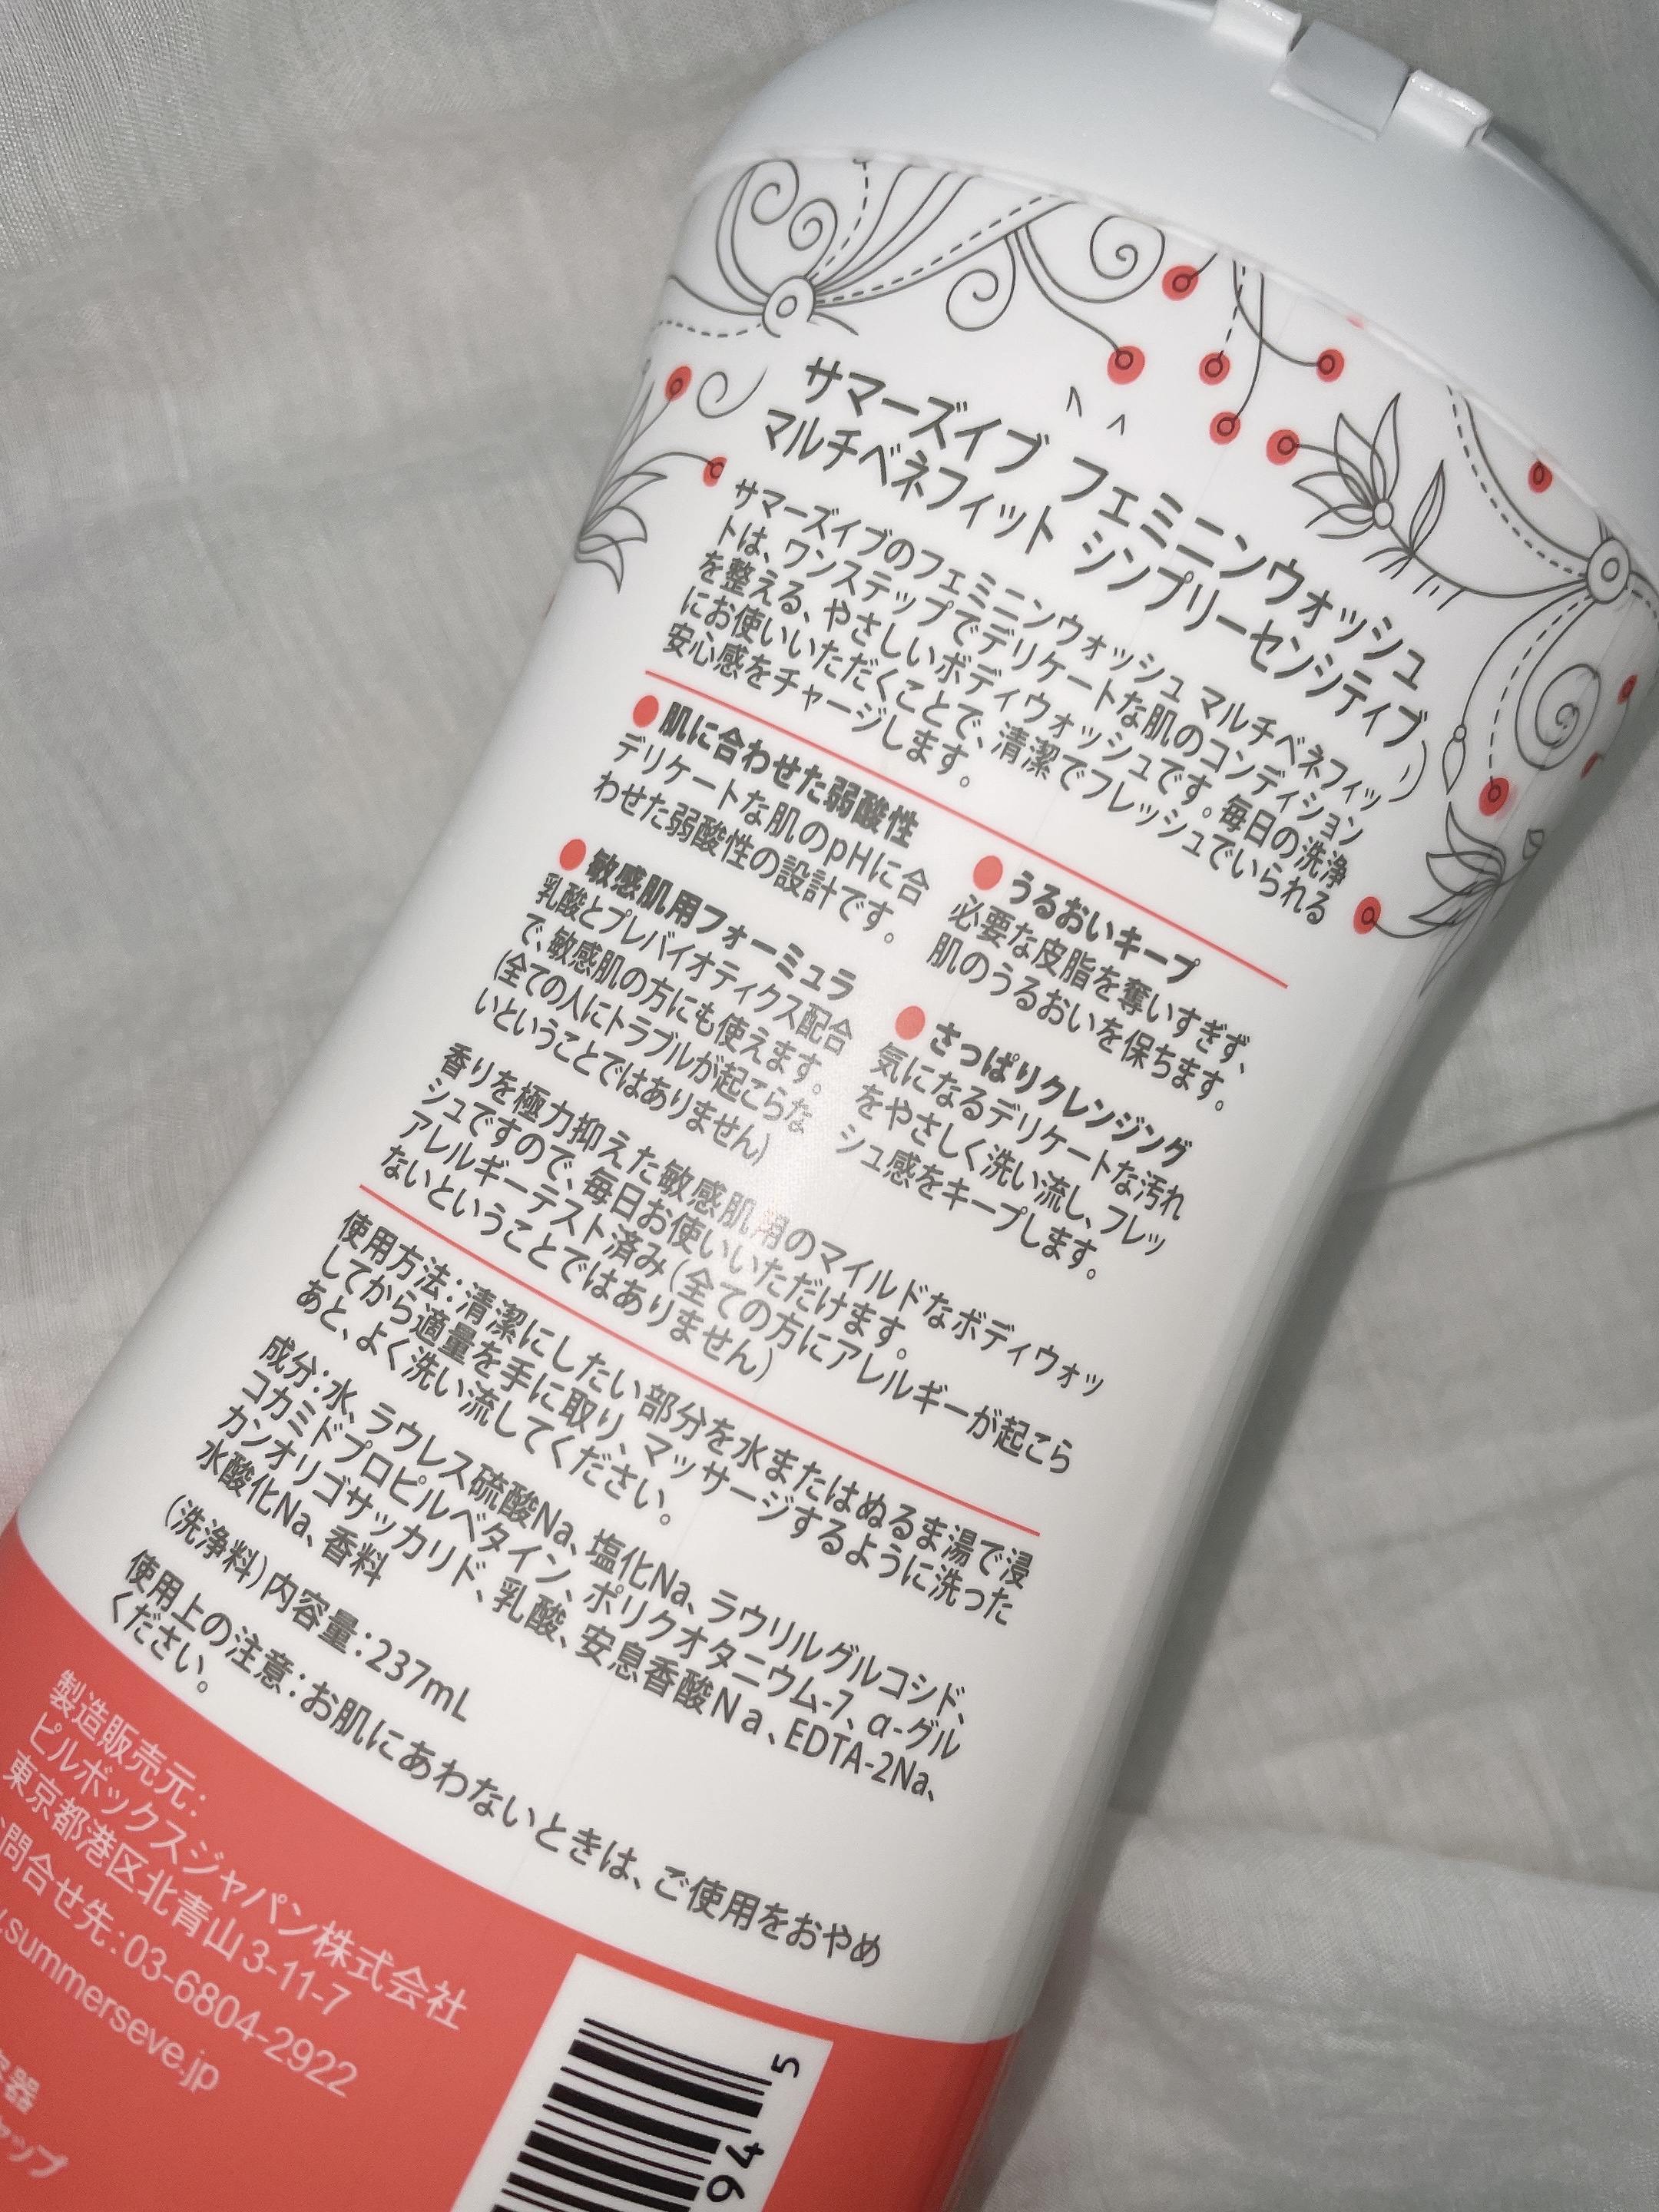 サマーズイブ フェミニンウォッシュ
マルチベネフィット シンプリーセンシティブ
サマーズイブのフェミニンウォッシュ マルチベネフィッ
トは、ワンステップでデリケートな肌のコンディション
を整える、やさしいボディウォッシュです。毎日の洗浄
にお使いいただくことで、清潔でフレッシュでいられる
安心感をチャージします。
●肌に合わせた弱酸性
デリケートな肌のpHに合
わせた弱酸性の設計です。
●敏感肌用フォーミュラ
乳酸とプレバイオティクス配合
で、敏感肌の方にも使えます。
(全ての人にトラブルが起こらな
いということではありません)
●うるおいキープ
必要な皮脂を奪いすぎず、
肌のうるおいを保ちます。
●さっぱりクレンジング
気になるデリケートな汚れ
をやさしく洗い流し、フレッ
シュ感をキープします。
香りを極力抑えた敏感肌用のマイルドなボディウォッ
シュですので、毎日お使いいただけます。
アレルギーテスト済み(全ての方にアレルギーが起こら
ないということではありません)
使用方法:清潔にしたい部分を水またはぬるま湯で浸
してから適量を手に取り、マッサージするように洗った
あと、よく洗い流してください。
成分:水、ラウレス硫酸Na、塩化Na、ラウリルグルコシド、
コカミドプロピルベタイン、ポリクオタニウム-7、α-グル
カンオリゴサッカリド、乳酸、安息香酸Na、EDTA-2Na、
水酸化Na、香料
(洗浄料)内容量:237mL
使用上の注意:お肌にあわないときは、ご使用をおやめ
ください。
製造販売元:
ピルボックスジャパン株式会社
東京都港区北青山3-11-7
問合せ先:03-6804-2922
.summerseve.jp
容器
ャップ
5 46